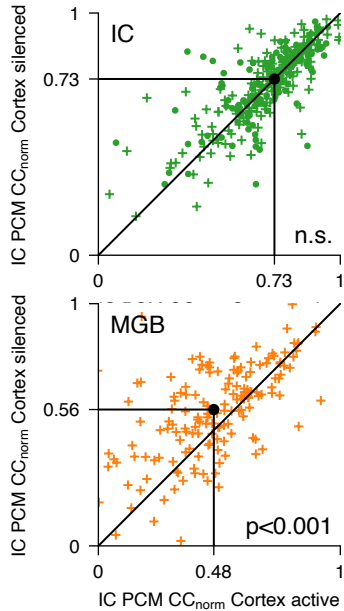 1
IC
0.73
n.s.
0
0
0.73
1
IC PCM CCnorm Cortex silenced
1
MGB
0.56
p<0.001
0
0
0.48
1
IC PCM CCnorm Cortex silenced
IC PCM CCnorm Cortex active